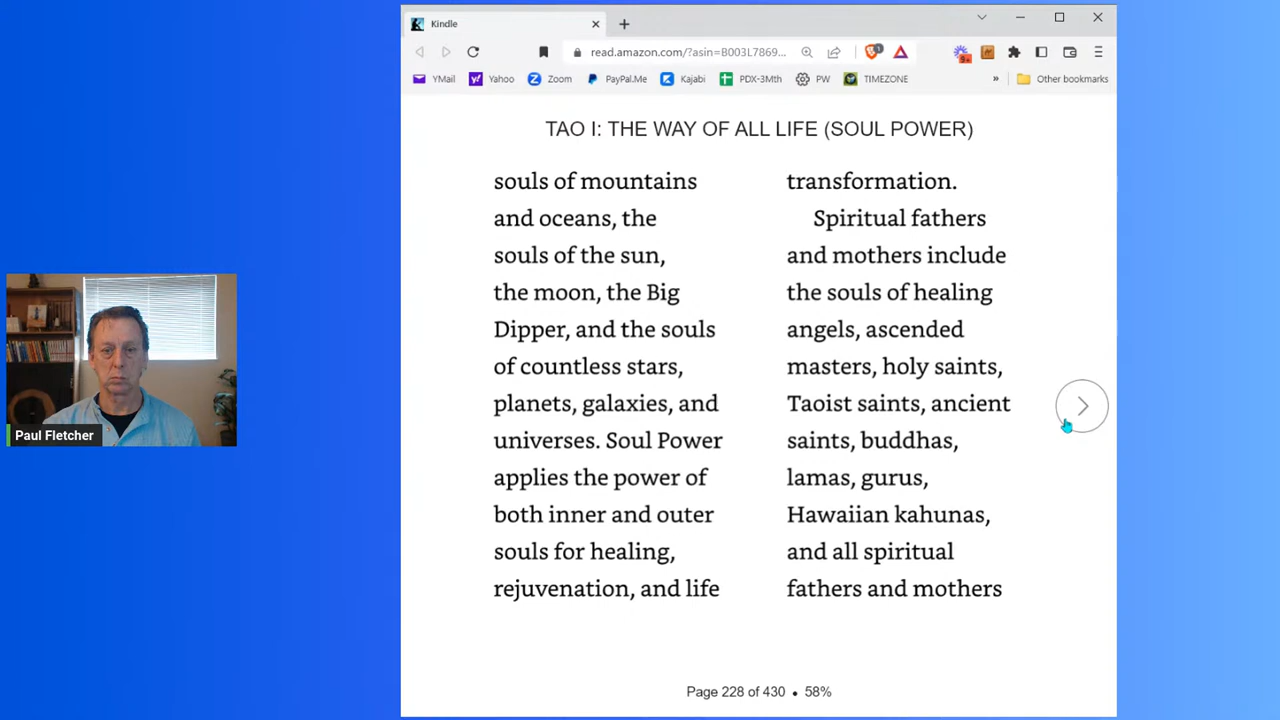 Kindle
read.amazon.com/?asin=B003L7869...
1
9+
YMail
Yahoo
Zoom
PayPal.Me
Kajabi
PDX-3Mth
PW
TIMEZONE
»
Other bookmarks
TAO I: THE WAY OF ALL LIFE (SOUL POWER)
souls of mountains
and oceans, the
souls of the sun,
the moon, the Big
Dipper, and the souls
of countless stars,
planets, galaxies, and
universes. Soul Power
applies the power of
both inner and outer
souls for healing,
rejuvenation, and life
transformation.
Spiritual fathers
and mothers include
the souls of healing
angels, ascended
masters, holy saints,
Taoist saints, ancient
saints, buddhas,
lamas, gurus,
Hawaiian kahunas,
and all spiritual
fathers and mothers
Page 228 of 430 • 58%
Paul Fletcher